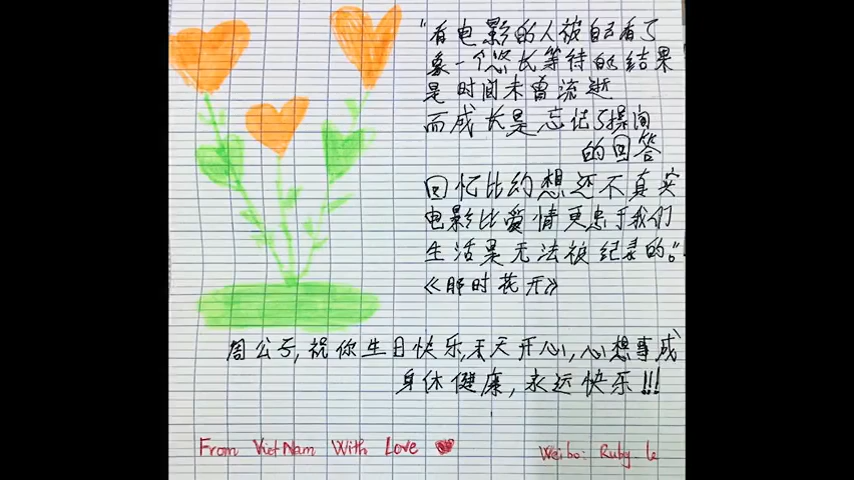 "有电影的人被自己看了
象一个悠长等待的结果
是时间未曾流逝
而成长是忘记了提问
的回答
回忆比约想还不真实
电影比爱情更忠于我们
生活是无法被纪录的。"
《那时花开》
周公子,祝你生日快乐,天天开心,心想事成
身休健康,永远快乐!!!
From VietNam With Love
Weibo: Ruby_le